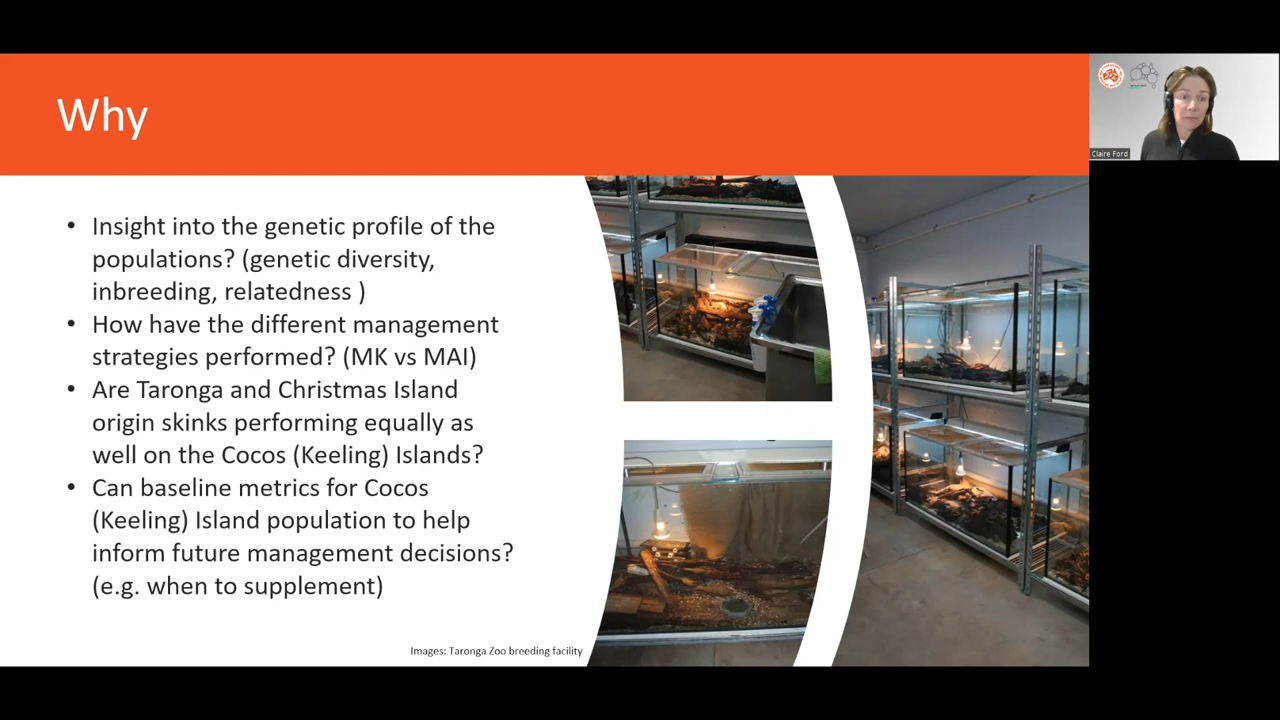 Why
• Insight into the genetic profile of the
populations? (genetic diversity,
inbreeding, relatedness )
• How have the different management
strategies performed? (MK vs MAI)
• Are Taronga and Christmas Island
origin skinks performing equally as
well on the Cocos (Keeling) Islands?
• Can baseline metrics for Cocos
(Keeling) Island population to help
inform future management decisions?
(e.g. when to supplement)
Images: Taronga Zoo breeding facility
Claire Ford